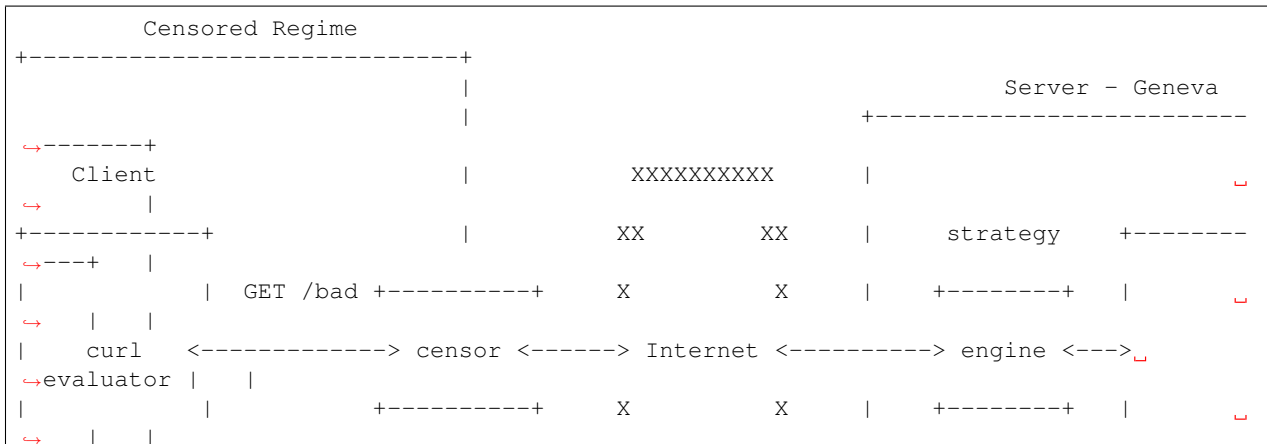 Censored Regime
+------------------------------+
                               |                                     Server - Geneva
                               |                           +--------------------------
↪-------+
    Client                     |           XXXXXXXXXX      |                         ␣
↪        |
+------------+                 |          XX        XX     |     strategy    +--------
↪---+   |
|            |  GET /bad +----------+     X          X     |    +--------+   |       ␣
↪    |   |
|    curl   <-------------> censor <------> Internet <----------> engine <--->␣
↪evaluator |   |
|            |           +----------+     X          X     |    +--------+   |       ␣
↪    |   |